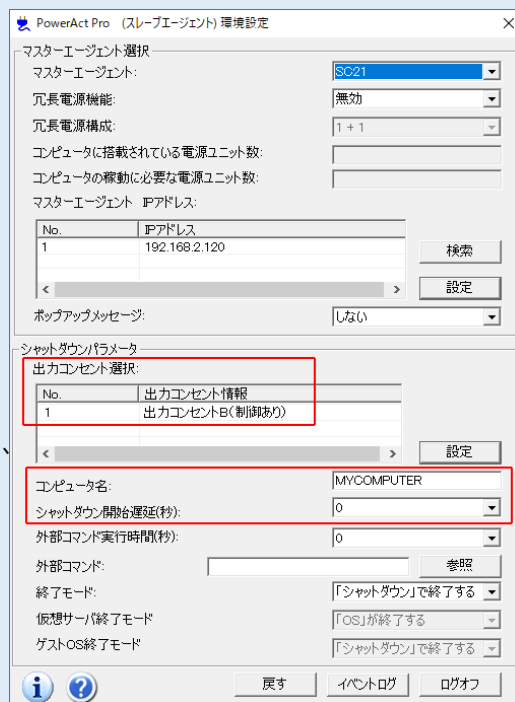 PowerAct Pro (スレーブエージェント) 環境設定
マスターエージェント選択
マスターエージェント: SC21
冗長電源機能: 無効
冗長電源構成: 1 + 1
コンピュータに搭載されている電源ユニット数:
コンピュータの稼動に必要な電源ユニット数:
マスターエージェント IPアドレス:
No. IPアドレス
1 192.168.2.120
検索
設定
ポップアップメッセージ: しない
シャットダウンパラメータ
出力コンセント選択:
No. 出力コンセント情報
1 出力コンセントB(制御あり)
、
設定
コンピュータ名: MYCOMPUTER
シャットダウン開始遅延(秒): 0
外部コマンド実行時間(秒): 0
外部コマンド: 参照
終了モード: 「シャットダウン」で終了する
仮想サーバ終了モード 「OS」が終了する
ゲストOS終了モード 「シャットダウン」で終了する
戻す イベントログ ログオフ